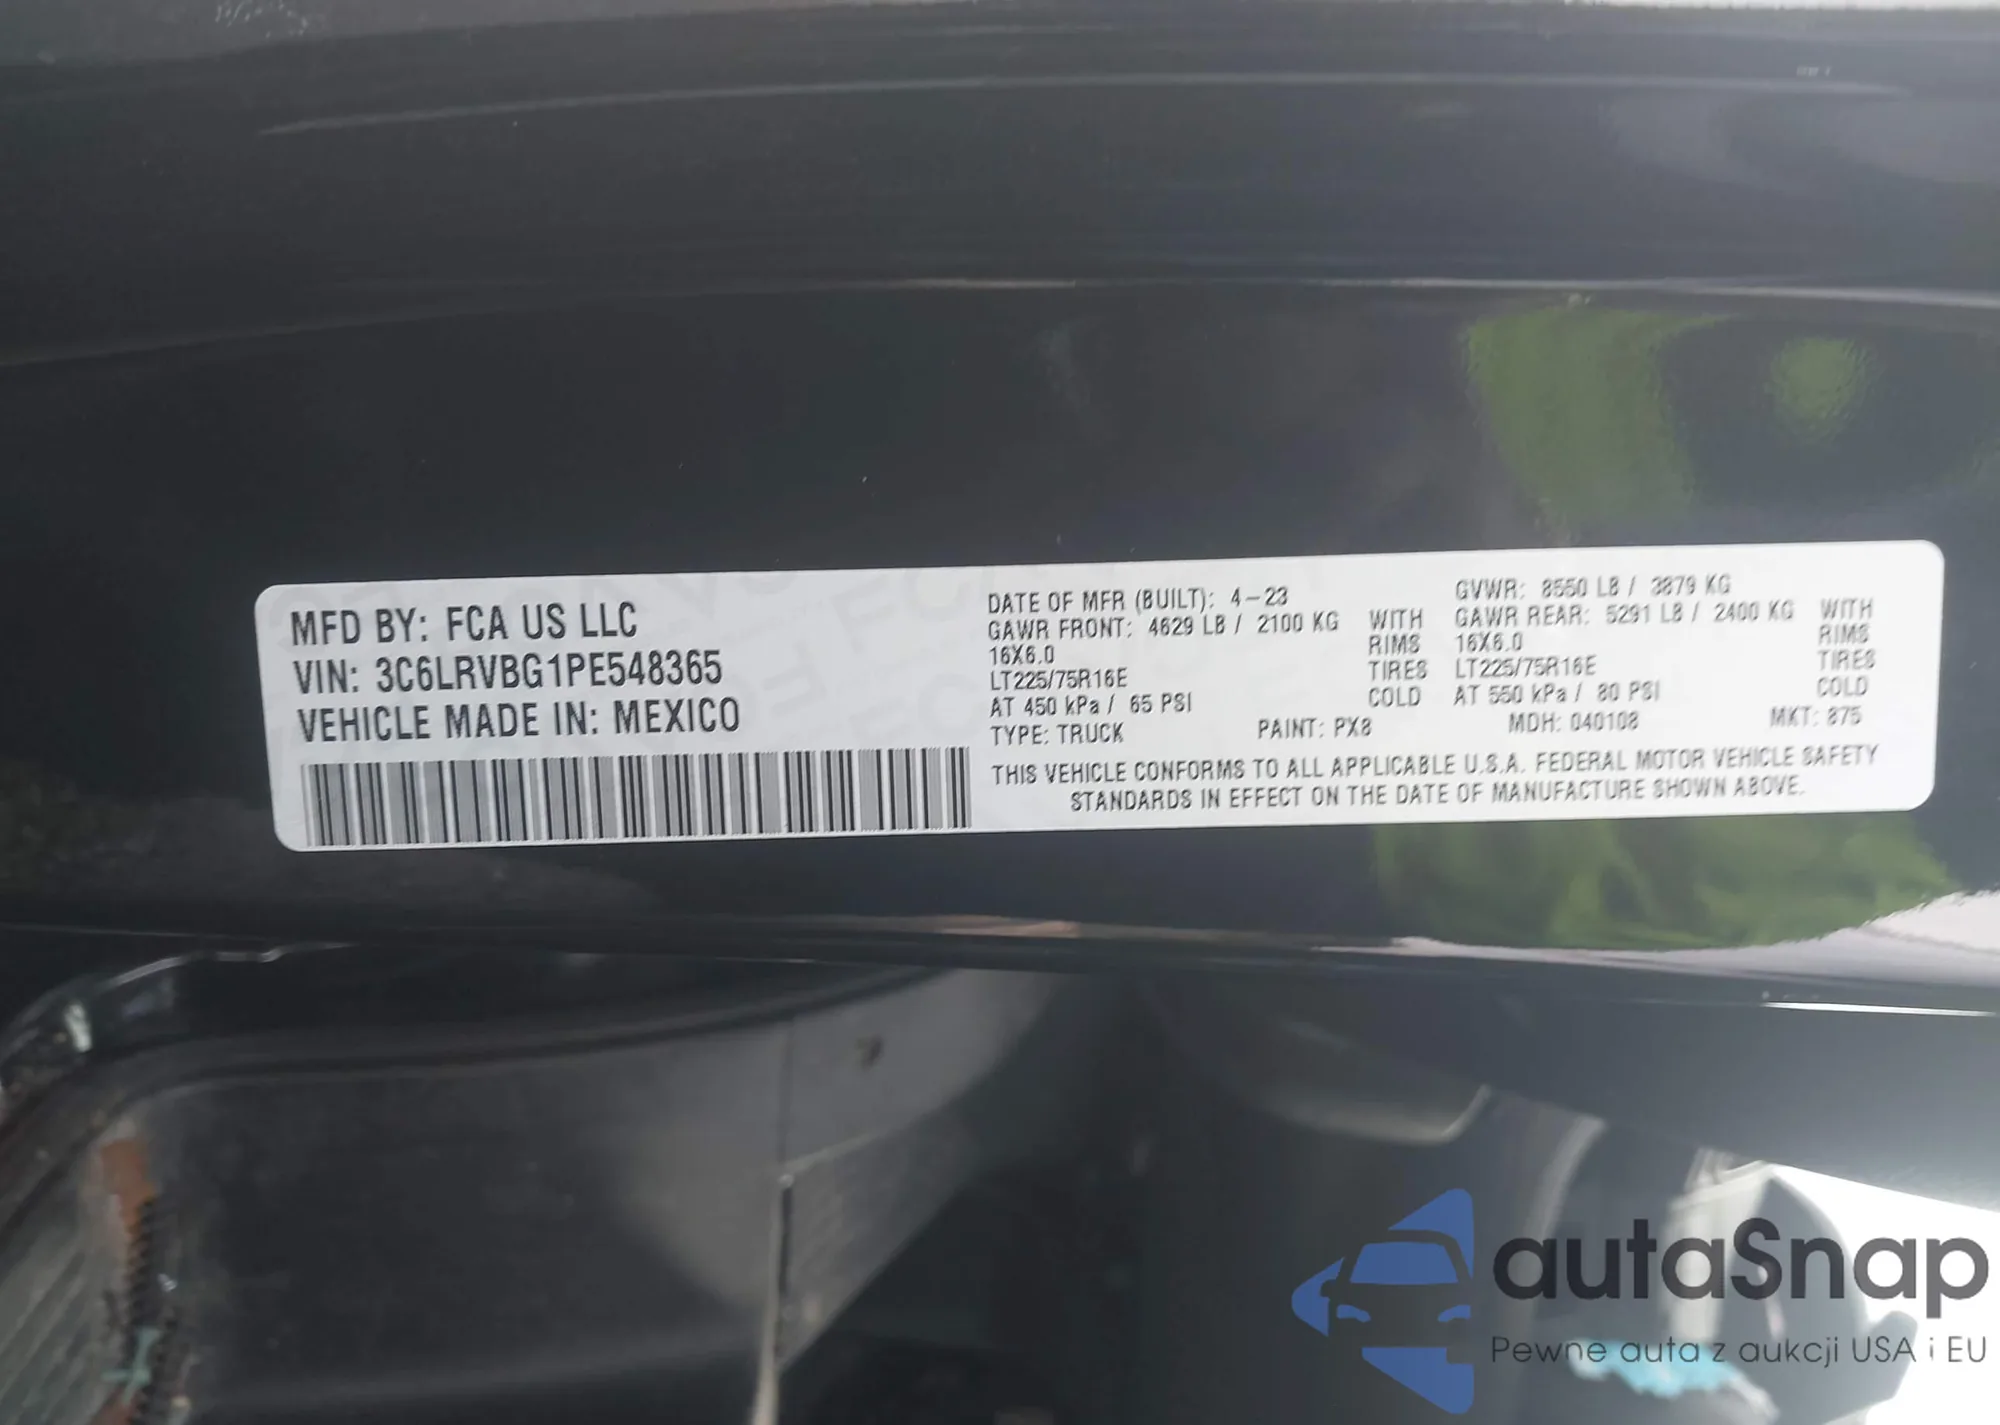 MFD BY: FCA US LLC
VIN: 3C6LRVBG1PE548365
VEHICLE MADE IN: MEXICO
DATE OF MFR (BUILT): 4-23 GVWR: 8550 LB / 3879 KG
GAWR FRONT: 4629 LB / 2100 KG WITH GAWR REAR: 5291 LB / 2400 KG WITH
16X6.0 RIMS 16X6.0 RIMS
LT225/75R16E TIRES LT225/75R16E TIRES
AT 450 kPa / 65 PSI COLD AT 550 kPa / 80 PSI COLD
TYPE: TRUCK PAINT: PX8 MDH: 040108 MKT: 875
THIS VEHICLE CONFORMS TO ALL APPLICABLE U.S.A. FEDERAL MOTOR VEHICLE SAFETY
STANDARDS IN EFFECT ON THE DATE OF MANUFACTURE SHOWN ABOVE.
autaSnap
Pewne auta z aukcji USA i EU